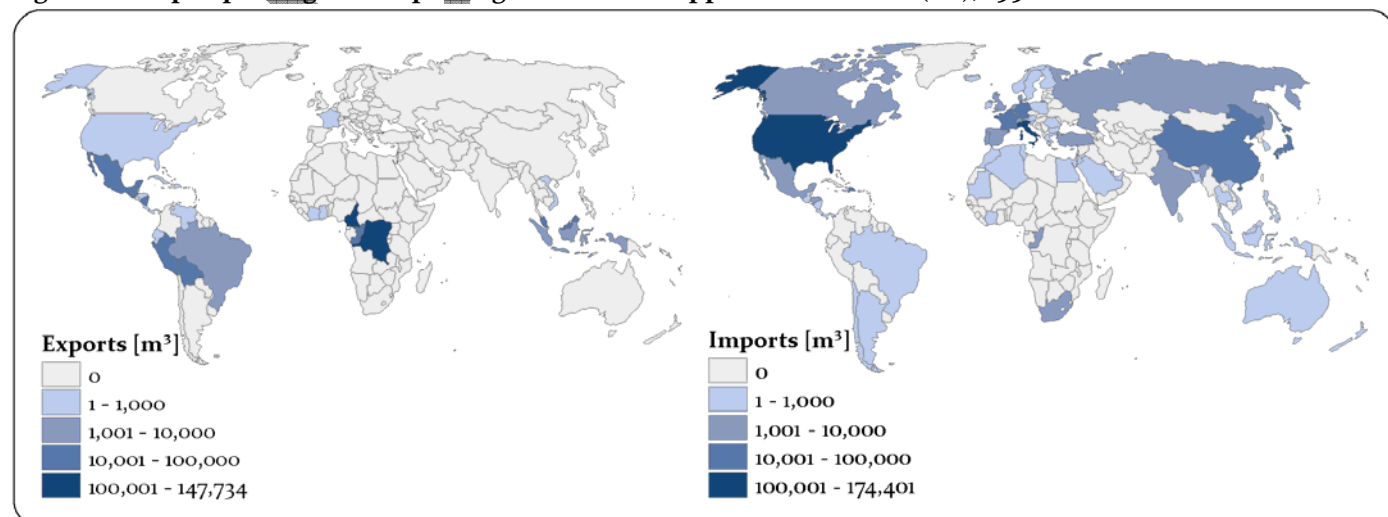 Exports [m³]
0
1 - 1,000
1,001 - 10,000
10,001 - 100,000
100,001 - 147,734
Imports [m³]
0
1 - 1,000
1,001 - 10,000
10,001 - 100,000
100,001 - 174,401